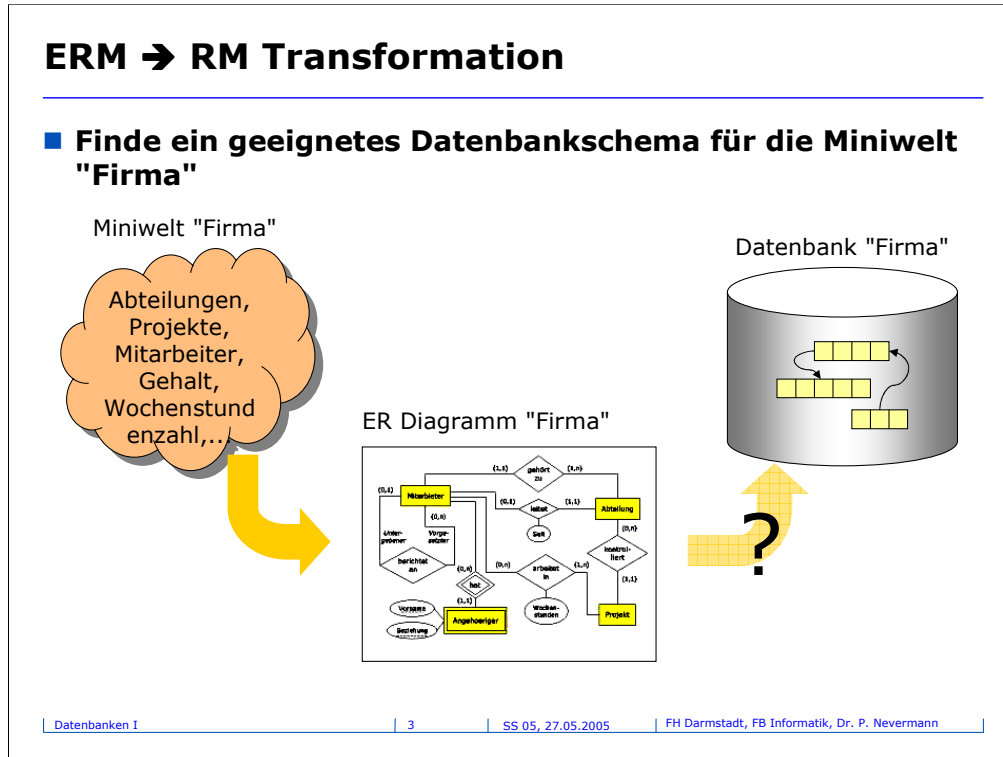 ERM ➔ RM Transformation
Finde ein geeignetes Datenbankschema für die Miniwelt
"Firma"
Miniwelt "Firma"
Datenbank "Firma"
Abteilungen,
Projekte,
Mitarbeiter,
Gehalt,
Wochenstund
enzahl,...
ER Diagramm "Firma"
(1,1)
gehört
zu
(1,n)
(0,1)
Mitarbieter
(0,1)
leitet
(1,1)
Abteilung
(0,n)
Seit
(0,n)
Unter-
gebener
Vorge-
setzter
berichtet
an
(0,n)
(0,n)
arbeitet
in
(1,n)
kontrol-
liert
hat
(1,1)
(1,1)
Vorname
Wochen-
stunden
Projekt
Angehoeriger
Beziehung
?
Datenbanken I
3
SS 05, 27.05.2005
FH Darmstadt, FB Informatik, Dr. P. Nevermann